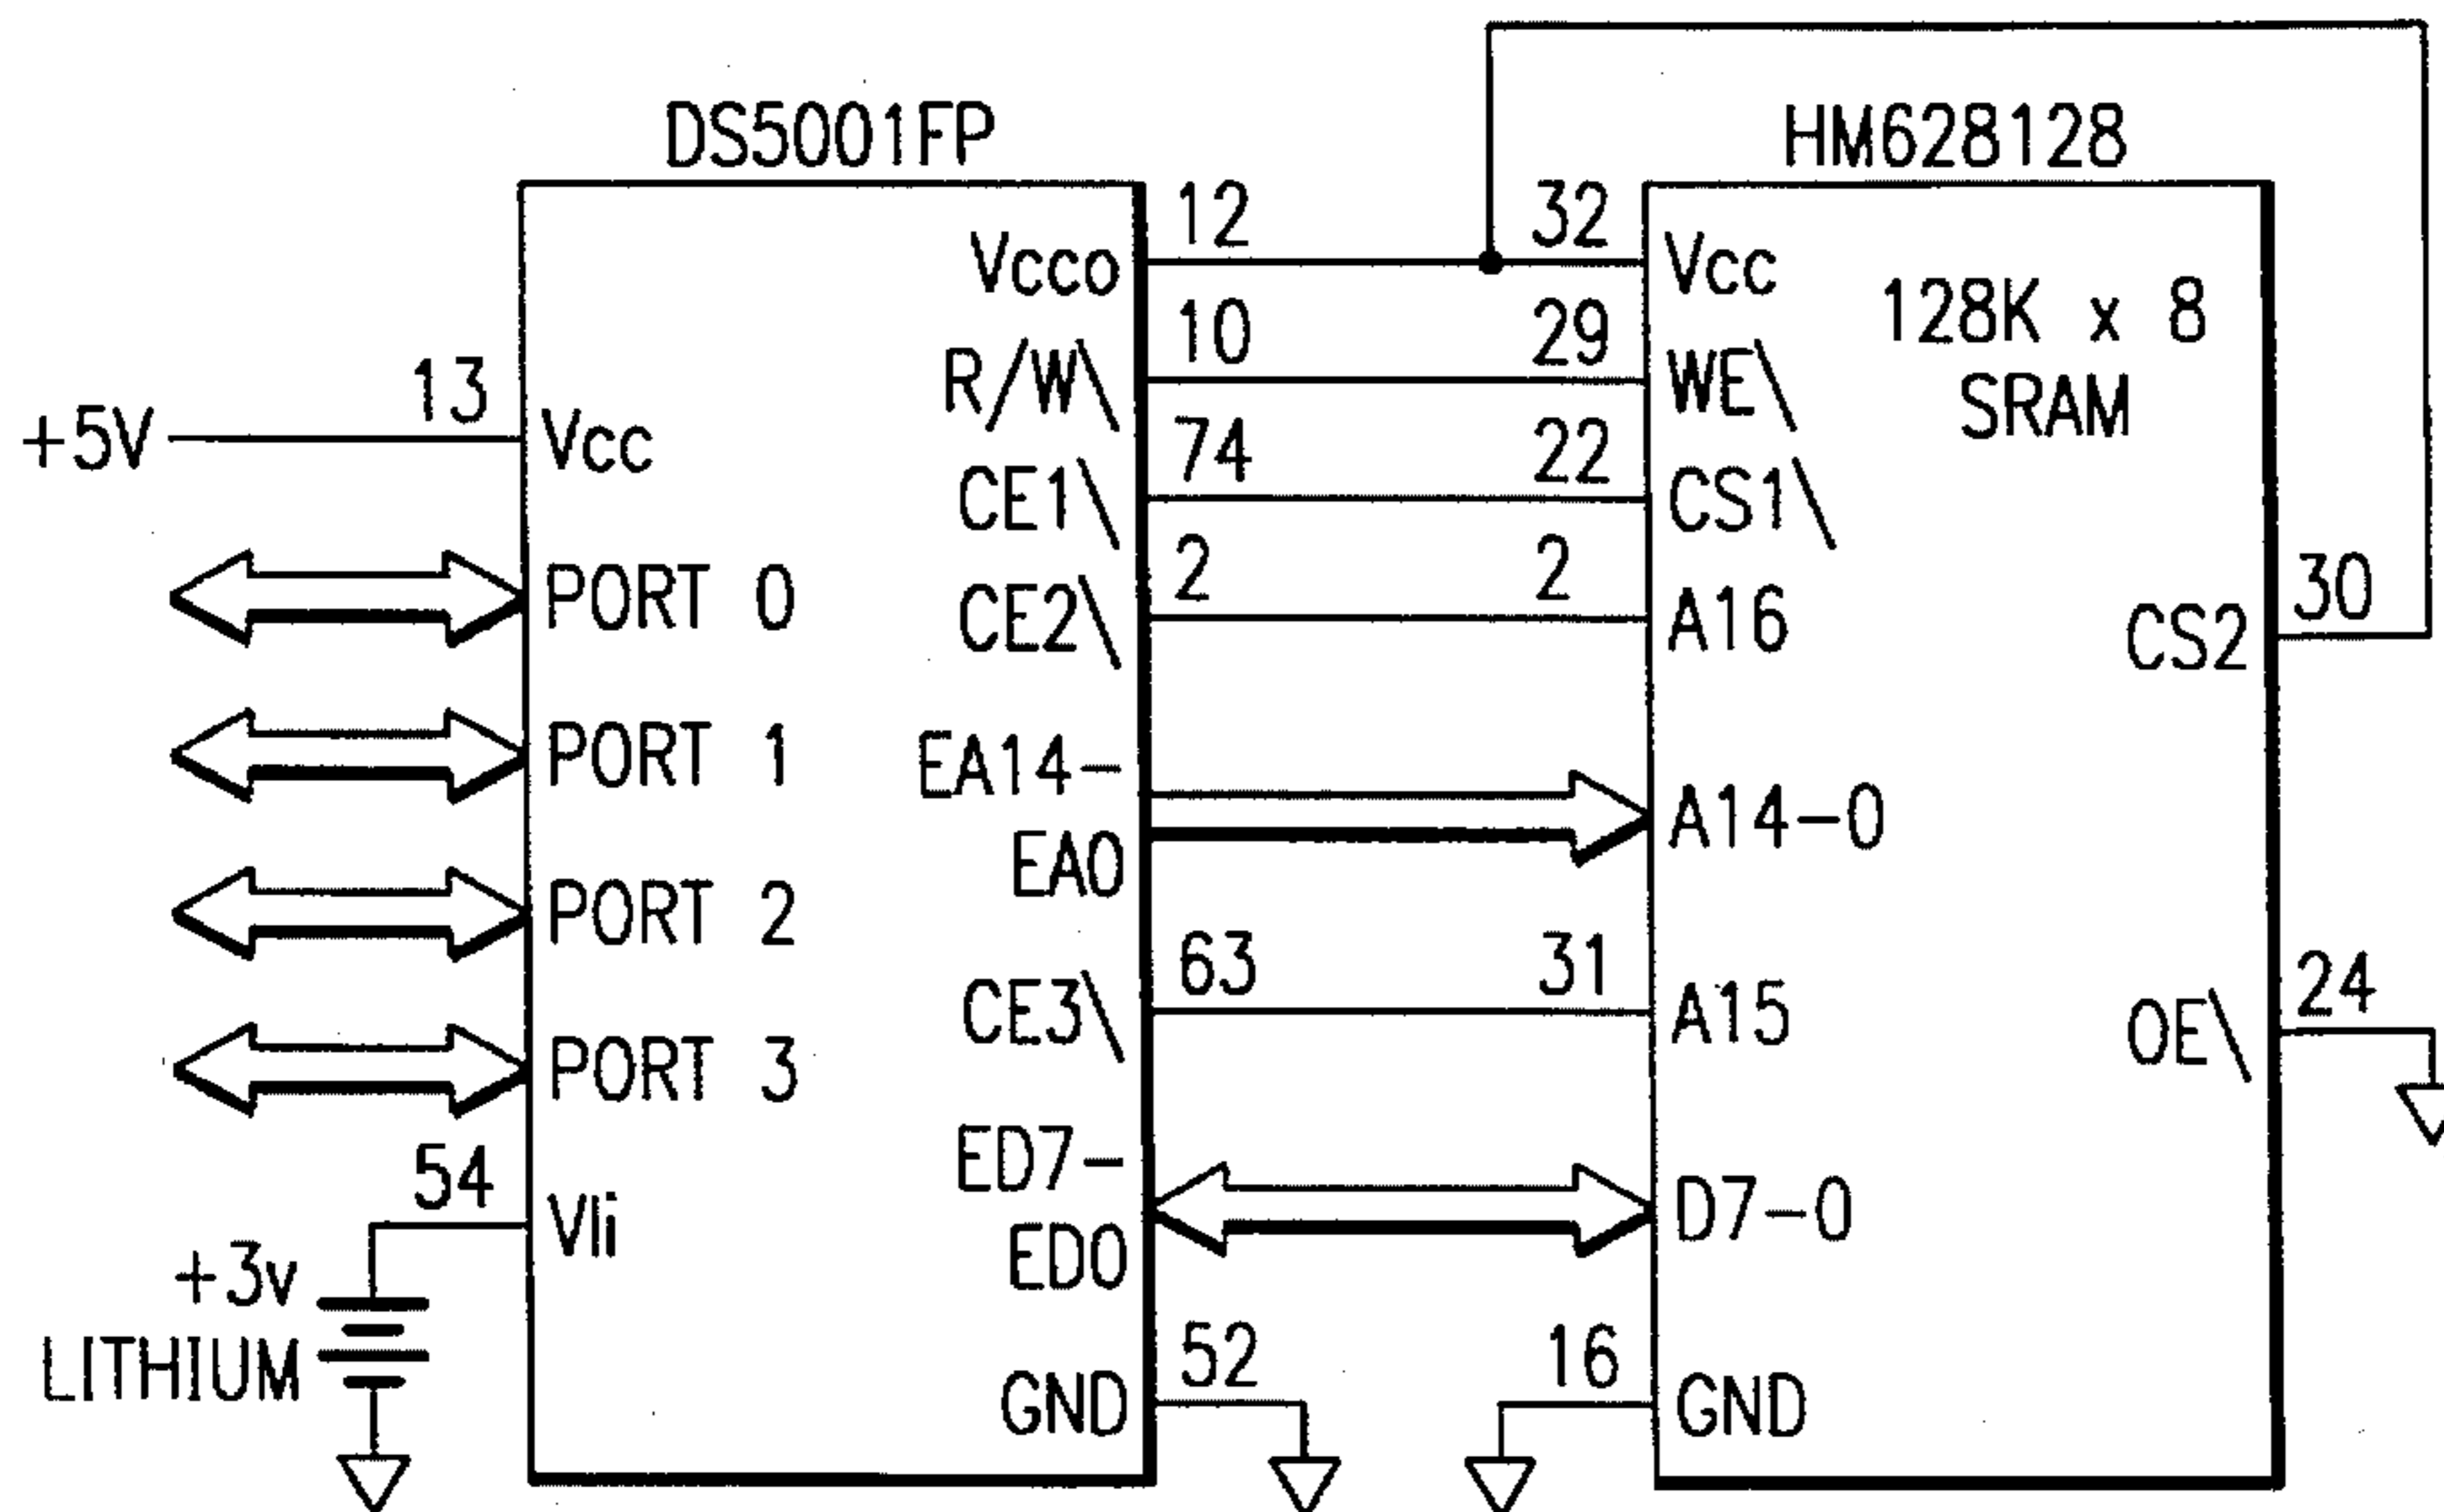 DS5001FP
+5V
13
Vcc
PORT 0
PORT 1
PORT 2
PORT 3
54
Vli
+3v
LITHIUM
Vcco
12
R/W\
10
CE1\
74
CE2\
2
EA14-
EA0
CE3\
63
ED7-
ED0
GND
52
HM628128
128K x 8
SRAM
32
Vcc
29
WE\
22
CS1\
2
A16
A14-0
31
A15
D7-0
16
GND
CS2
30
OE\
24